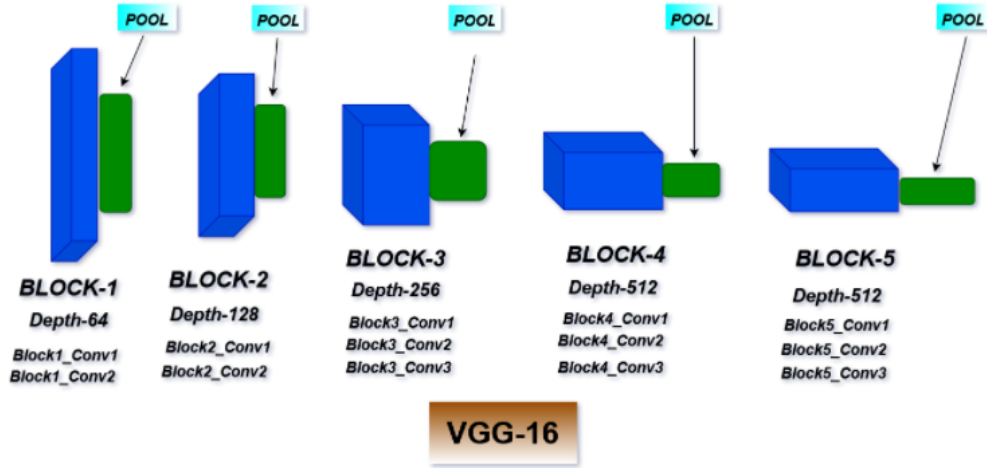 POOL
POOL
POOL
POOL
POOL
BLOCK-1
Depth-64
Block1_Conv1
Block1_Conv2
BLOCK-2
Depth-128
Block2_Conv1
Block2_Conv2
BLOCK-3
Depth-256
Block3_Conv1
Block3_Conv2
Block3_Conv3
BLOCK-4
Depth-512
Block4_Conv1
Block4_Conv2
Block4_Conv3
BLOCK-5
Depth-512
Block5_Conv1
Block5_Conv2
Block5_Conv3
VGG-16